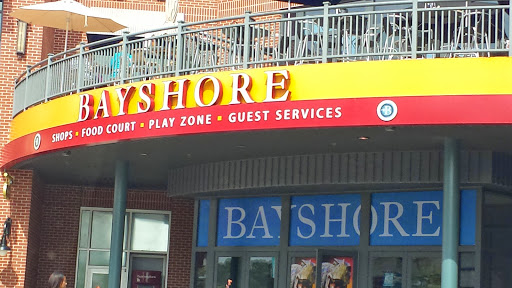 BAYSHORE
SHOPS • FOOD COURT • PLAY ZONE • GUEST SERVICES
BAYSHORE